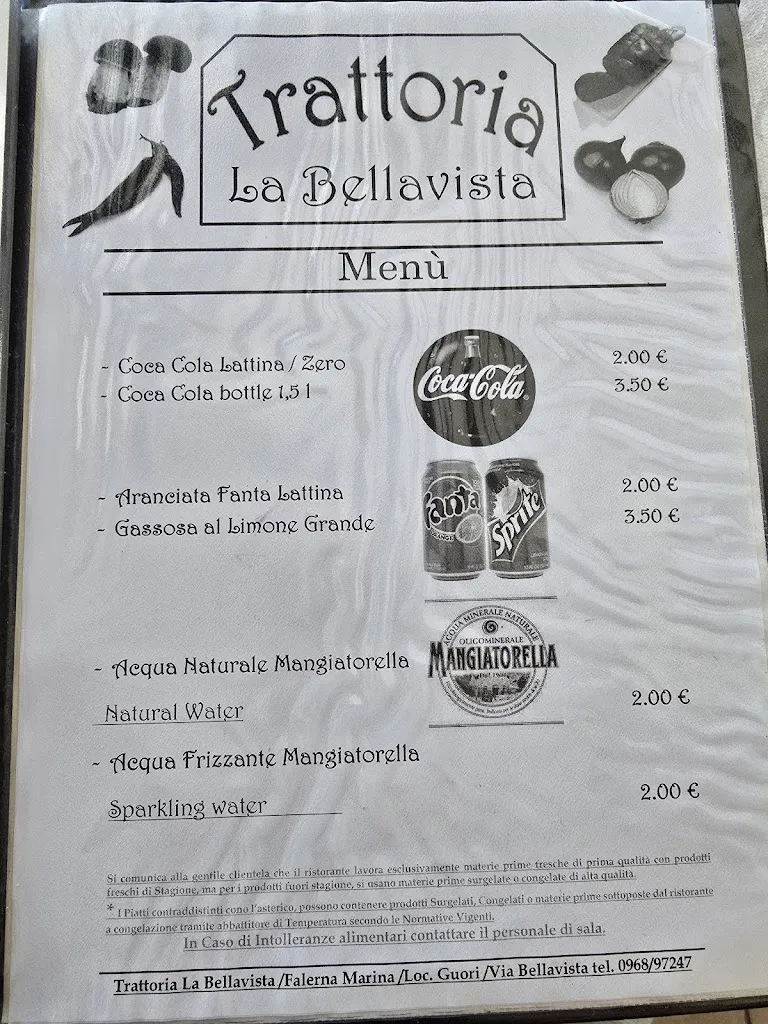 Trattoria
La Bellavista
Menù
- Coca Cola Lattina / Zero 2.00 €
- Coca Cola bottle 1,5 l 3.50 €
Coca-Cola
- Aranciata Fanta Lattina 2.00 €
- Gassosa al Limone Grande 3.50 €
Fanta
ORANGE
Sprite
ACQUA MINERALE NATURALE
OLIGOMINERALE
MANGIATORELLA
- Acqua Naturale Mangiatorella
Natural Water 2.00 €
- Acqua Frizzante Mangiatorella
Sparkling water 2.00 €
Si comunica alla gentile clientela che il ristorante lavora esclusivamente materie prime fresche di prima qualità con prodotti
freschi di Stagione, ma per i prodotti fuori stagione, si usano materie prime surgelate o congelate di alta qualità.
* I Piatti contraddistinti cono l'asterico, possono contenere prodotti Surgelati, Congelati o materie prime sottoposte dal ristorante
a congelazione tramite abbattitore di Temperatura secondo le Normative Vigenti.
In Caso di Intolleranze alimentari contattare il personale di sala.
Trattoria La Bellavista /Falerna Marina /Loc. Guori /Via Bellavista tel. 0968/97247